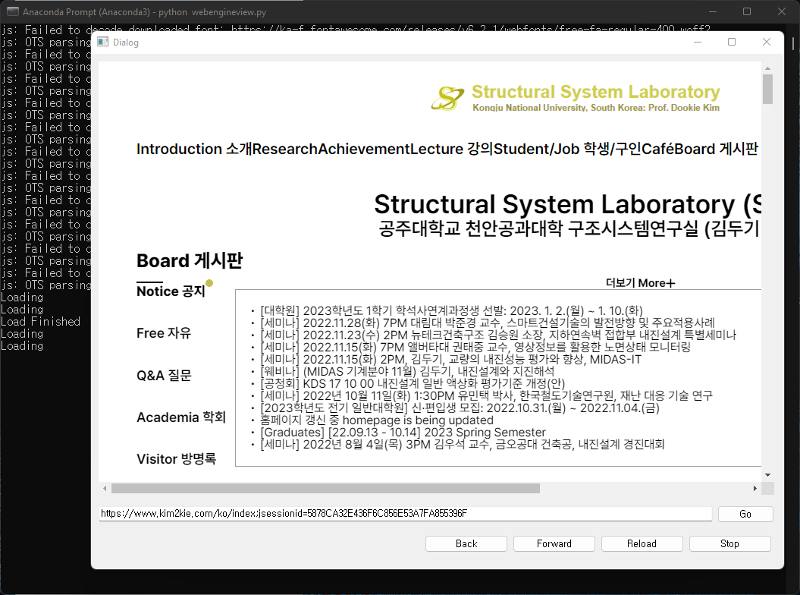 Anaconda Prompt (Anaconda3) - python webengineview.py
js: Failed to decode downloaded font: https://ka-f.fontawesome.com/releases/v6.2.1/webfonts/free-fa-regular-400.woff2
js: OTS parsing
js: Failed to
js: OTS parsing
js: Failed to
js: OTS parsing
js: Failed to
js: OTS parsing
js: Failed to
js: OTS parsing
js: Failed to
js: OTS parsing
js: Failed to
js: OTS parsing
js: Failed to
js: OTS parsing
js: Failed to
js: OTS parsing
js: Failed to
js: OTS parsing
js: Failed to
js: OTS parsing
Loading
Loading
Load Finished
Loading
Loading
Dialog
Structural System Laboratory
Kongju National University, South Korea: Prof. Dookie Kim
Introduction 소개ResearchAchievementLecture 강의Student/Job 학생/구인CaféBoard 게시판
Structural System Laboratory (S
공주대학교 천안공과대학 구조시스템연구실 (김두기
Board 게시판
더보기 More+
Notice 공지
Free 자유
Q&A 질문
Academia 학회
Visitor 방명록
• [대학원] 2023학년도 1학기 학석사연계과정생 선발: 2023. 1. 2.(월) ~ 1. 10.(화)
• [세미나] 2022.11.28(화) 7PM 대림대 박준경 교수, 스마트건설기술의 발전방향 및 주요적용사례
• [세미나] 2022.11.23(수) 2PM 뉴테크건축구조 김승원 소장, 지하연속벽 접합부 내진설계 특별세미나
• [세미나] 2022.11.15(화) 7PM 앨버타대 권태중 교수, 영상정보를 활용한 노면상태 모니터링
• [세미나] 2022.11.15(화) 2PM, 김두기, 교량의 내진성능 평가와 향상, MIDAS-IT
• [웨비나] (MIDAS 기계분야 11월) 김두기, 내진설계와 지진해석
• [공청회] KDS 17 10 00 내진설계 일반 액상화 평가기준 개정(안)
• [세미나] 2022년 10월 11일(화) 1:30PM 유민택 박사, 한국철도기술연구원, 재난 대응 기술 연구
• [2023학년도 전기 일반대학원] 신·편입생 모집: 2022.10.31.(월) ~ 2022.11.04.(금)
• 홈페이지 갱신 중 homepage is being updated
• [Graduates] [22.09.13 - 10.14] 2023 Spring Semester
• [세미나] 2022년 8월 4일(목) 3PM 김우석 교수, 금오공대 건축공, 내진설계 경진대회
https://www.kim2kie.com/ko/index;jsessionid=5878CA32E436F6C856E53A7FA855396F
Go
Back
Forward
Reload
Stop